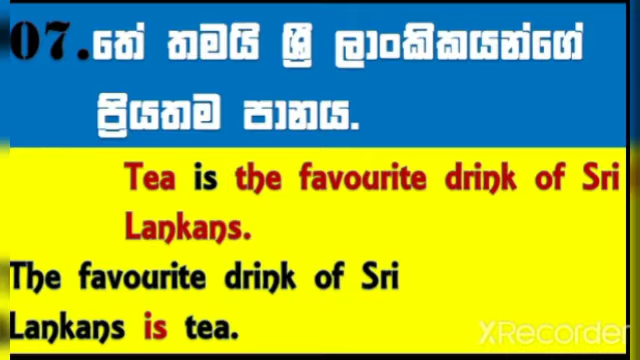 07.තේ තමයි ශ්‍රී ලාංකිකයන්ගේ
ප්‍රියතම පානය.
Tea is the favourite drink of Sri
Lankans.
The favourite drink of Sri
Lankans is tea.
XRecorder